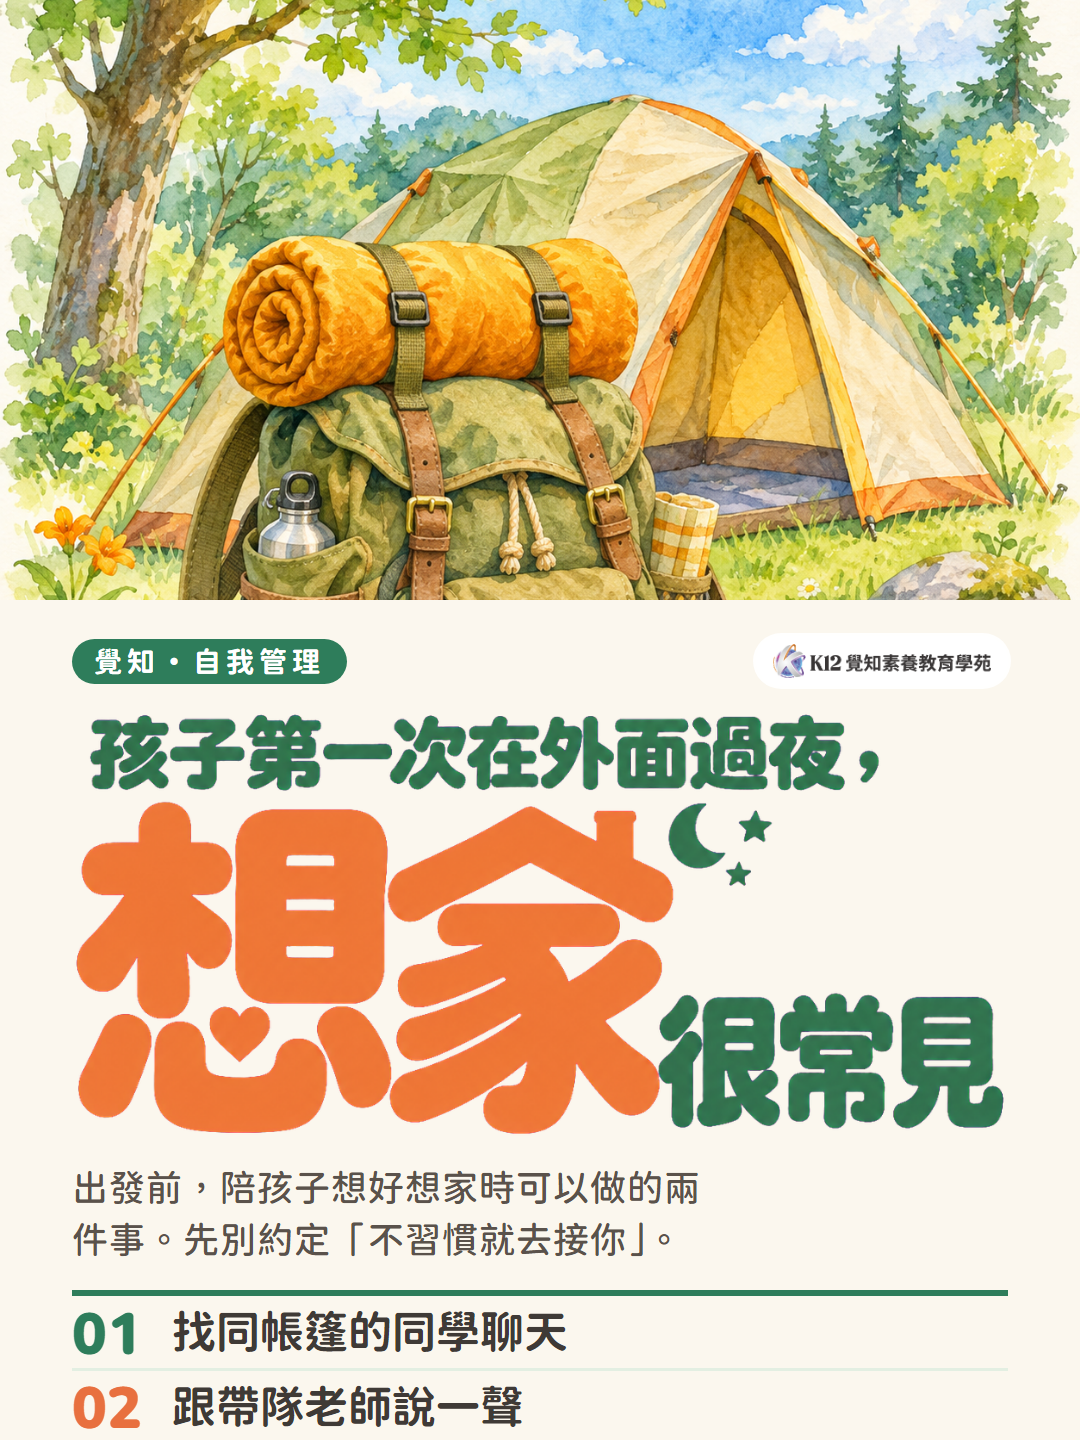 覺知・自我管理
K12 覺知素養教育學苑
孩子第一次在外面過夜，
想家很常見
出發前，陪孩子想好想家時可以做的兩
件事。先別約定「不習慣就去接你」。
01 找同帳篷的同學聊天
02 跟帶隊老師說一聲